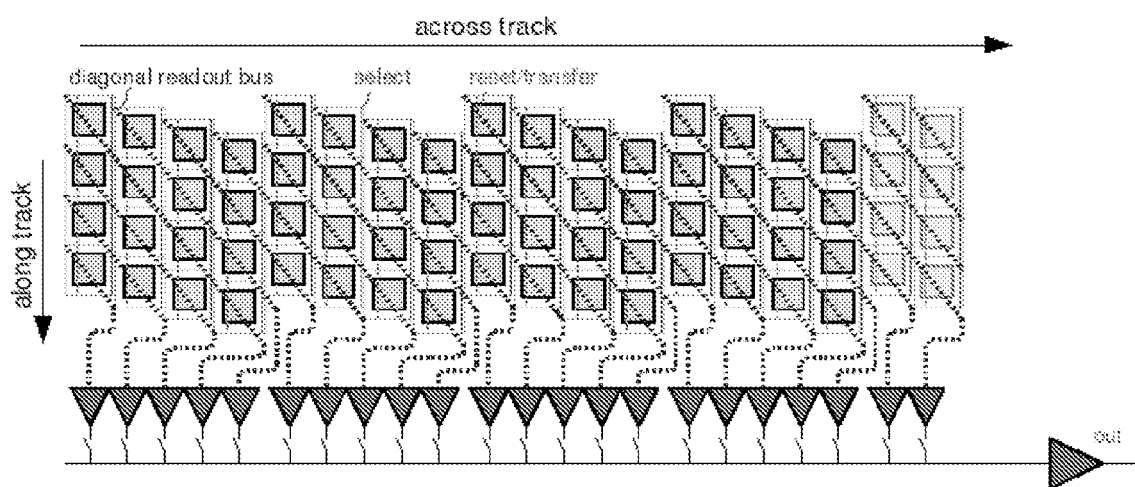 across track
diagonal readout bus
select
reset/transfer
along track
out